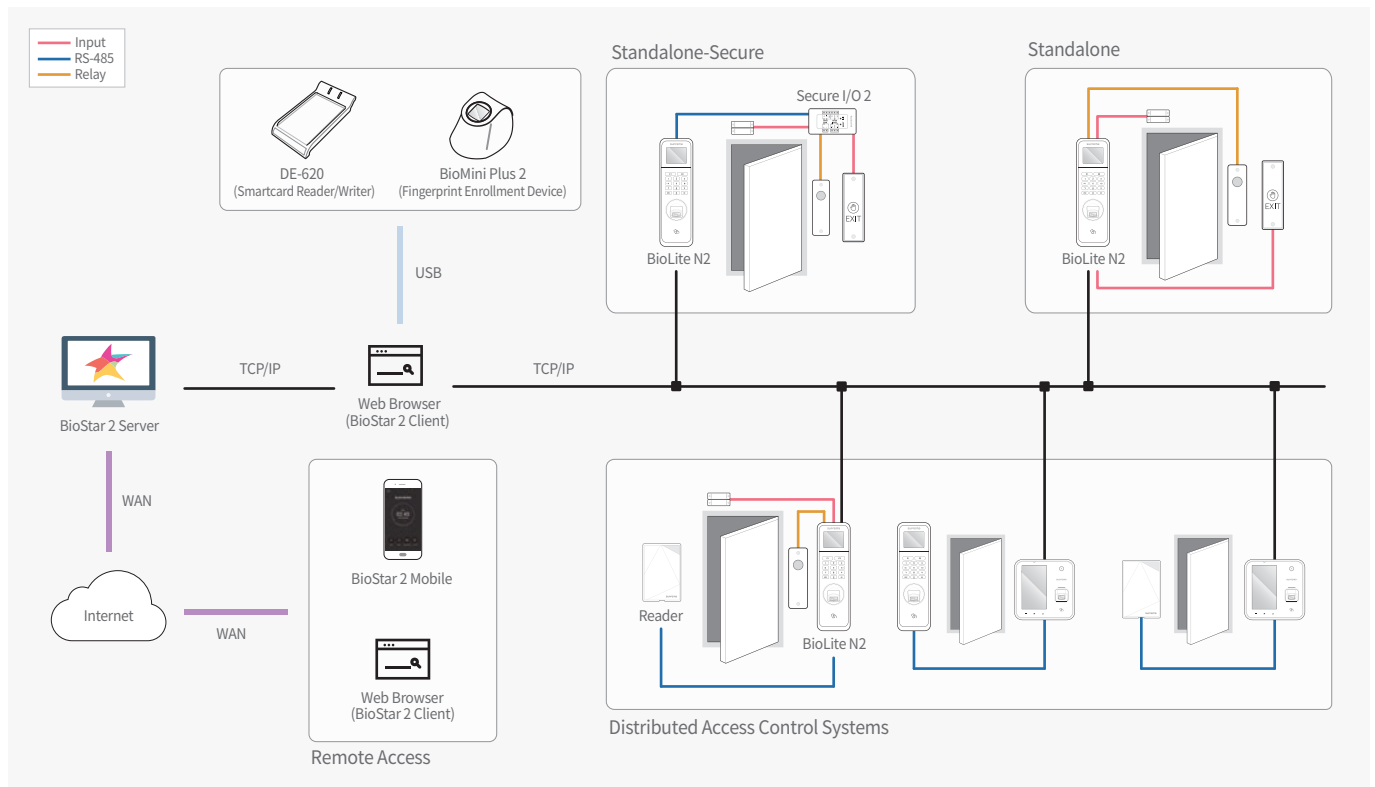 Input
RS-485
Relay
Standalone-Secure
Standalone
Secure I/O 2
DE-620
(Smartcard Reader/Writer)
BioMini Plus 2
(Fingerprint Enrollment Device)
EXIT
BioLite N2
EXIT
BioLite N2
USB
TCP/IP
TCP/IP
BioStar 2 Server
Web Browser
(BioStar 2 Client)
WAN
Internet
WAN
BioStar 2 Mobile
Web Browser
(BioStar 2 Client)
Remote Access
Reader
BioLite N2
Distributed Access Control Systems